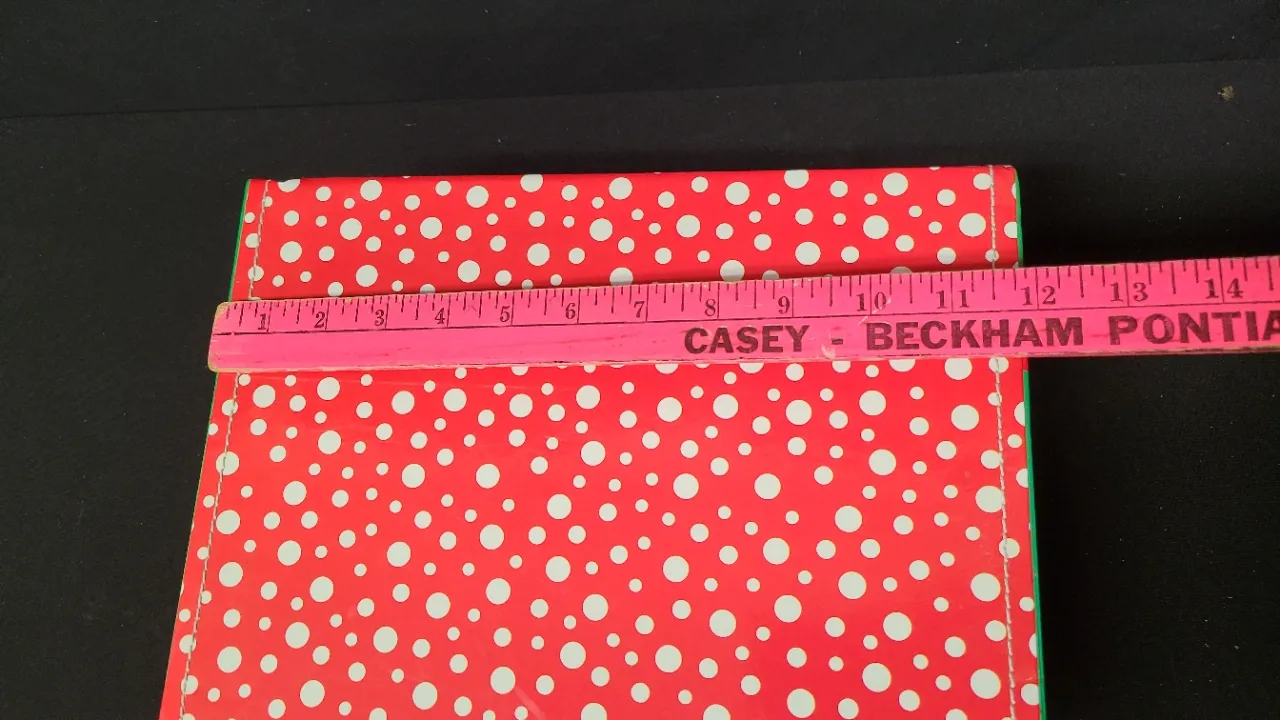 1 2 3 4 5 6 7 8 9 10 11 12 13 14
CASEY - BECKHAM PONTIA